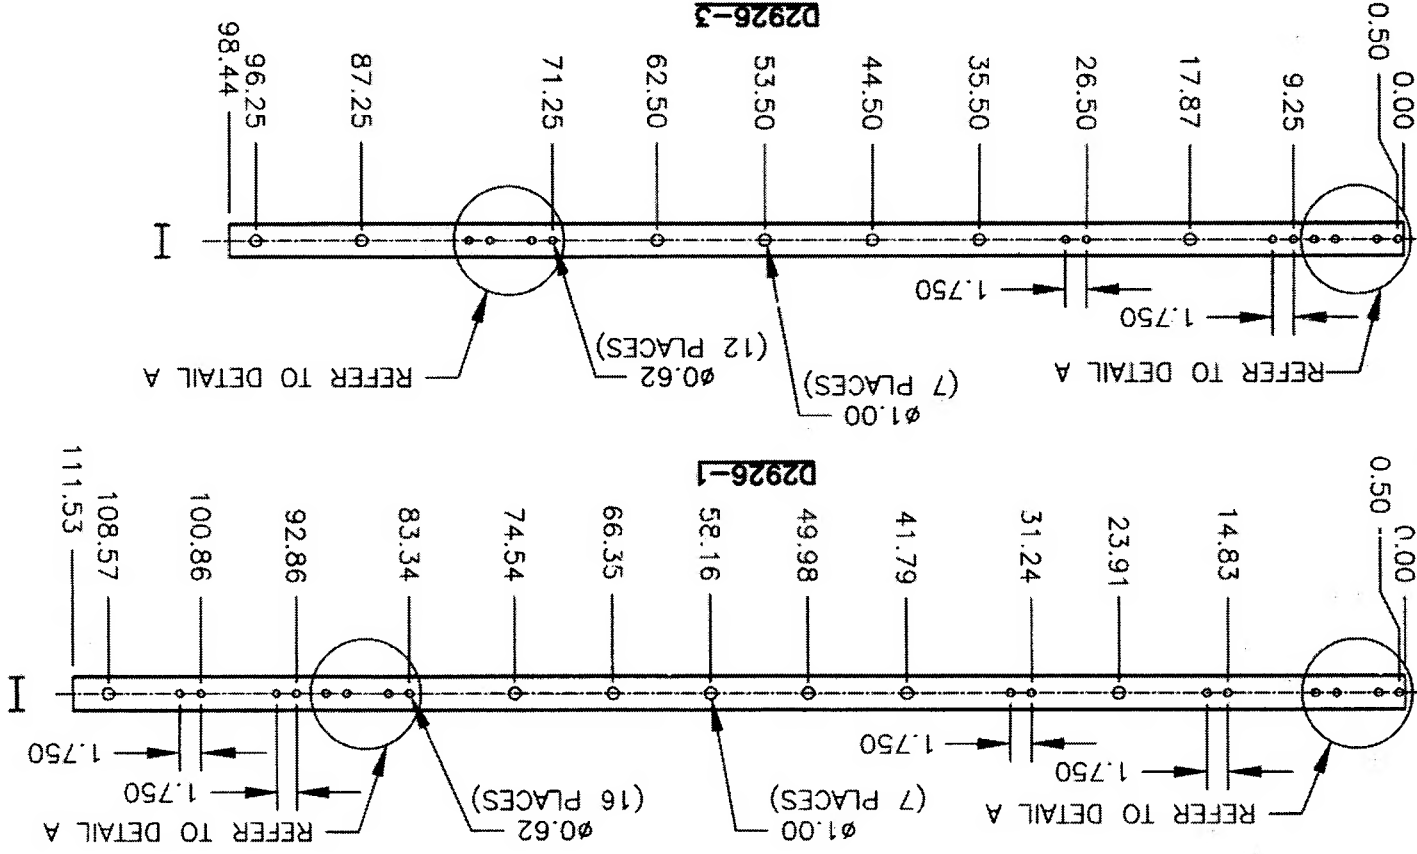 REFER TO DETAIL A
ø1.00
(7 PLACES)
ø0.62
(16 PLACES)
REFER TO DETAIL A
1.750
1.750
1.750
1.750
0.00
0.50
14.83
23.91
31.24
41.79
49.98
58.16
66.35
74.54
83.34
92.86
100.86
108.57
111.53
D2926-1
REFER TO DETAIL A
ø1.00
(7 PLACES)
ø0.62
(12 PLACES)
REFER TO DETAIL A
1.750
1.750
0.00
0.50
9.25
17.87
26.50
35.50
44.50
53.50
62.50
71.25
87.25
96.25
98.44
D2926-3